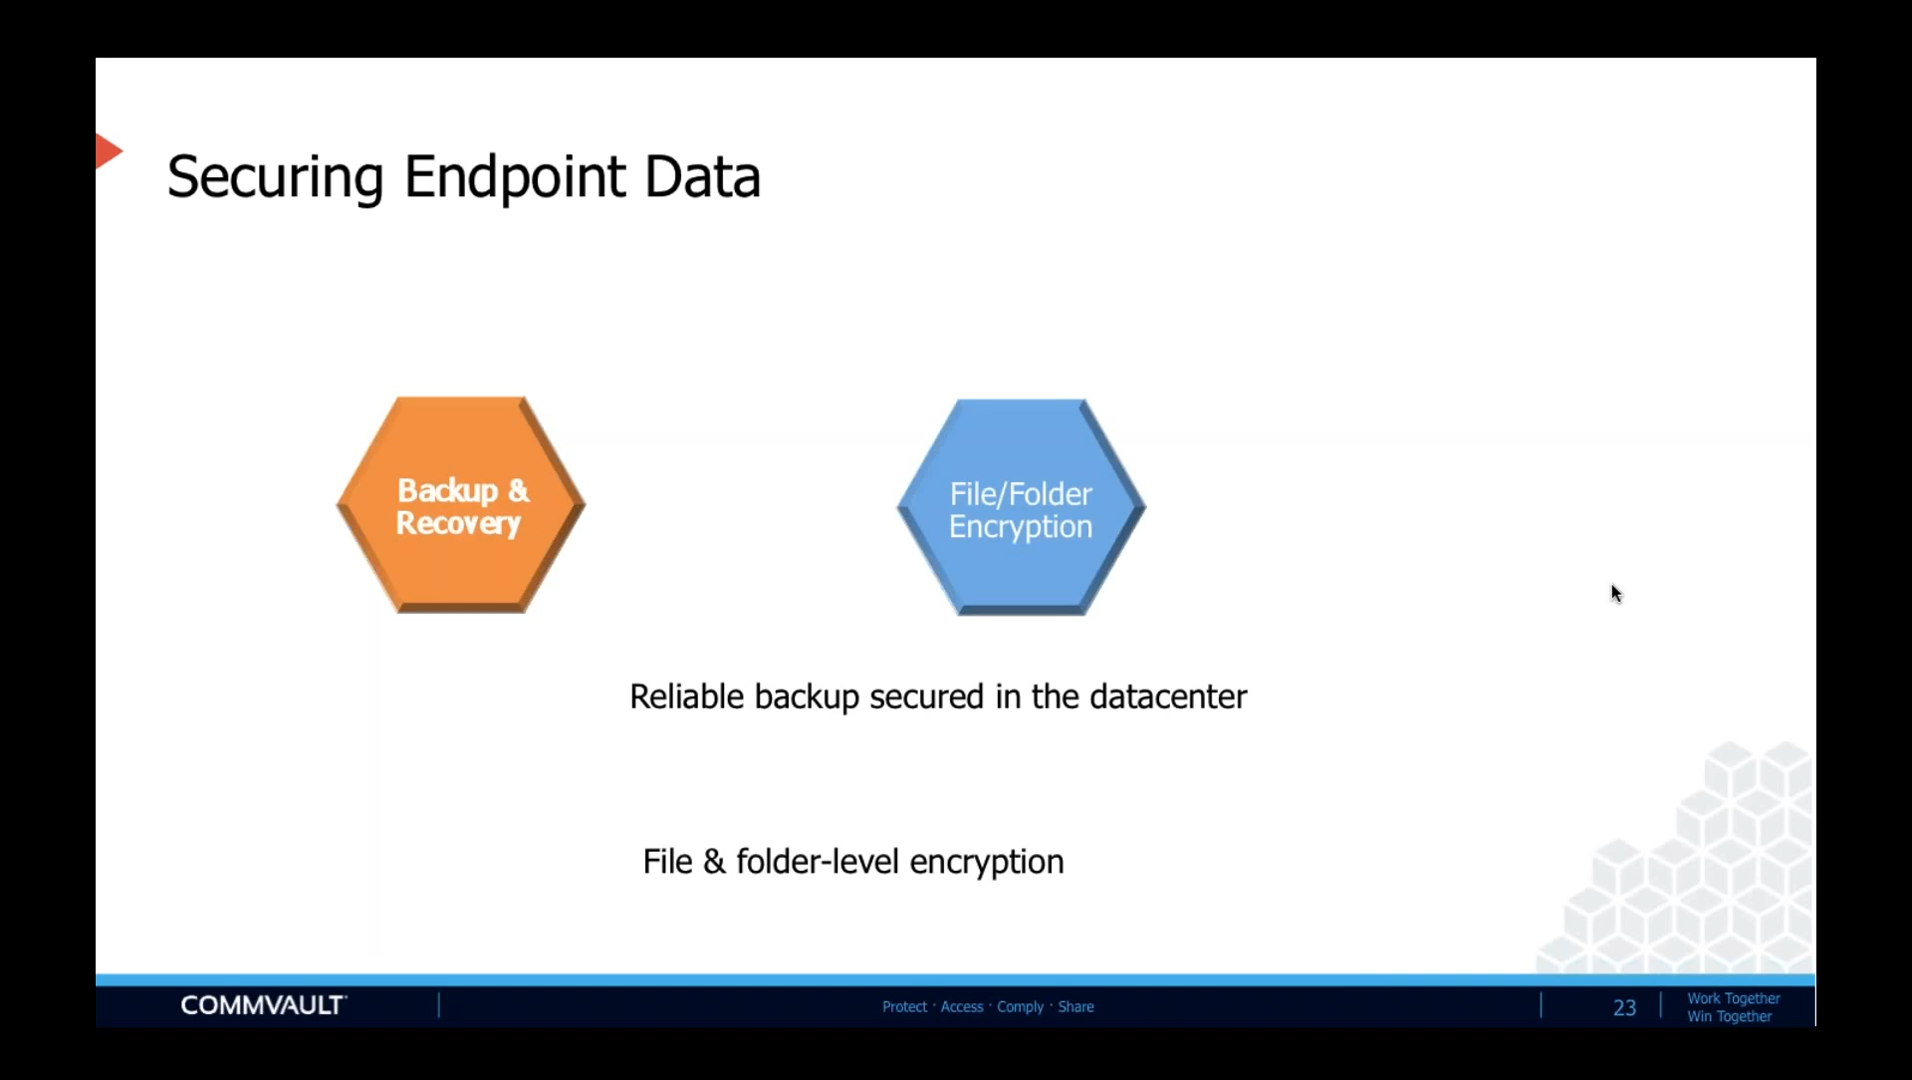 Securing Endpoint Data
Backup &
Recovery
File/Folder
Encryption
Reliable backup secured in the datacenter
File & folder-level encryption
COMMVAULT
Protect · Access · Comply · Share
23
Work Together
Win Together